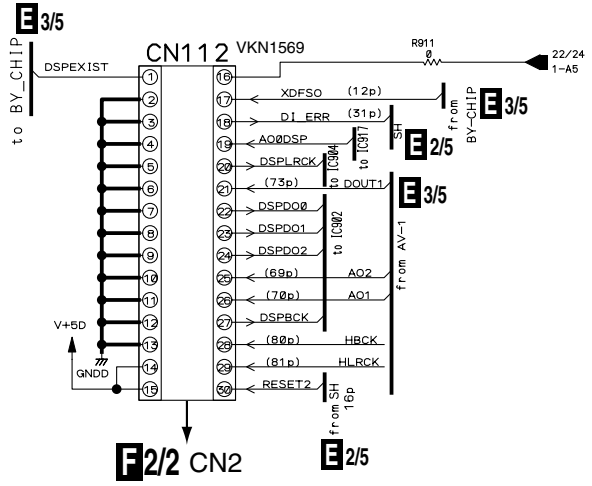 E 3/5
to BY_CHIP
DSPEXIST
CN112 VKN1569
R911
0
22/24
1-A5
1
2
3
4
5
6
7
8
9
10
11
12
13
14
15
16
17 XDFSO (12p)
18 DI_ERR (31p)
19 AO0DSP
20 DSPLRCK
21 (73p) DOUT1
22 DSPDO0
23 DSPDO1
24 DSPDO2
25 (69p) AO2
26 (70p) AO1
27 DSPBCK
28 (80p) HBCK
29 (81p) HLRCK
30 RESET2
from BY-CHIP
E 3/5
SH
E 2/5
to IC917
to IC904
E 3/5
to IC902
from AV-1
V+5D
GNDD
from SH
16p
E 2/5
F 2/2 CN2